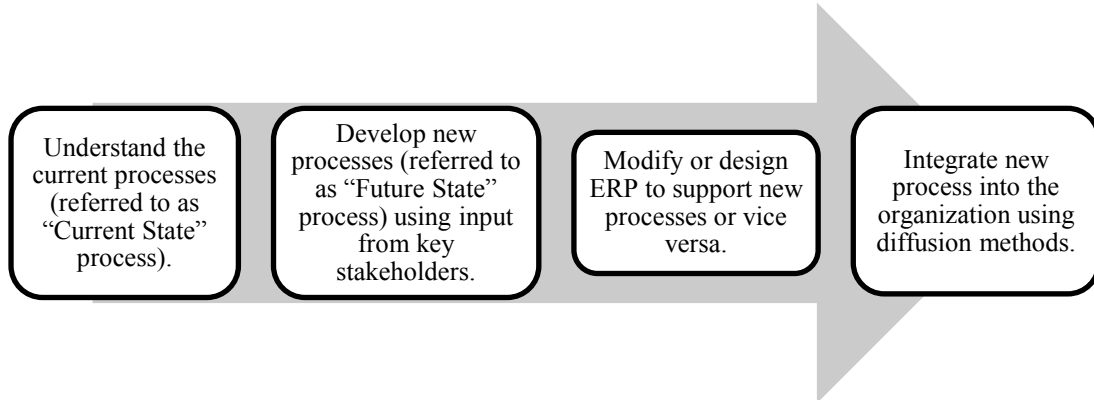 Understand the
current processes
(referred to as
“Current State”
process).
Develop new
processes (referred to
as “Future State”
process) using input
from key
stakeholders.
Modify or design
ERP to support new
processes or vice
versa.
Integrate new
process into the
organization using
diffusion methods.